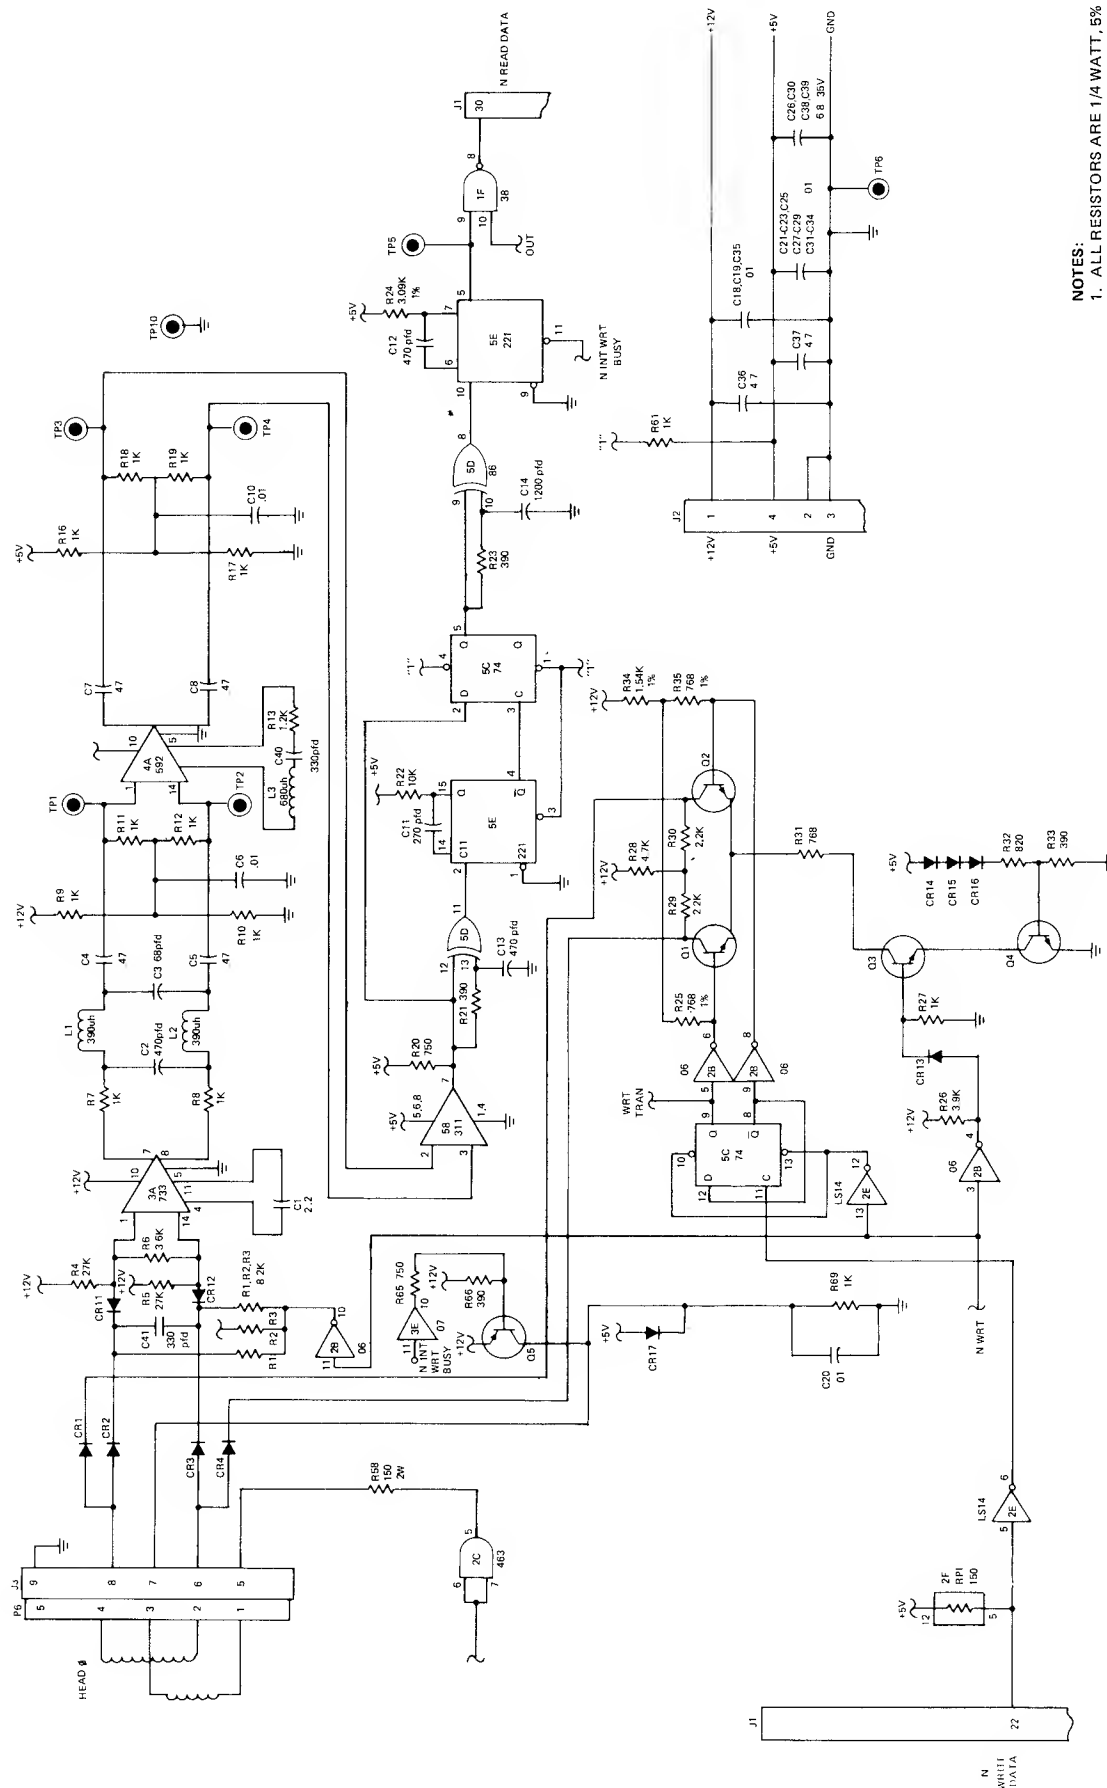 HEAD Ø
P6
J3
5
4
3
2
1
9
8
7
6
5
CR1
CR2
CR3
CR4
+12V
R4
27K
CR11
+12V
R5
27K
CR12
C41
330
pfd
R6
3.6K
R1,R2,R3
8.2K
R1
R2
R3
11
2B
10
06
1
14
3A
733
+12V
10
5
11
4
7
8
C1
2.2
R7
1K
R8
1K
C2
470pfd
L1
390uh
L2
390uh
C3 68pfd
C4
47
C5
47
+12V
R9
1K
R10
1K
C6
.01
R11
1K
R12
1K
TP1
TP2
1
14
4A
592
10
5
L3
680uh
C40
330pfd
R13
1.2K
C7
47
C8
47
+5V
R16
1K
R17
1K
C10
.01
R18
1K
R19
1K
TP3
TP4
TP10
R58
150
2W
6
7
2C
463
5
N INT
WRT
BUSY
11
3E
07
10
R65 750
+12V
R66
390
+12V
Q5
+5V
CR17
C20
01
R69
1K
+5V
5,6,8
58
311
2
3
1,4
7
+5V
R20
750
R21 390
C13
470 pfd
12
13
5D
11
2
C11
270 pfd
14
C11
+5V
R22
10K
15
Q
5E
221
Q
4
1
3
"1"
4
2
D
Q
5
5C
74
3
C
Q
1
"1"
R23
390
C14
1200 pfd
9
10
5D
86
8
10
C12
470 pfd
6
+5V
R24
3.09K
1%
7
5
5E
221
9
11
N INT WRT
BUSY
TP5
9
10
1F
38
8
OUT
J1
30
N READ DATA
WRT
TRAN
10
9
Q
5
2B
6
06
5C
74
D
12
C
11
Q
8
9
2B
8
06
13
LS14
13
2E
12
R25
768
1%
Q1
Q2
R29
2.2K
R30
2.2K
+12V
R28
4.7K
+12V
R34
1.54K
1%
R35
768
1%
R31
768
Q3
Q4
+5V
CR14
CR15
CR16
R32
820
R33
390
R27
1K
CR13
+12V
R26
3.9K
06
3
2B
4
N WRT
J1
22
N
WRITE
DATA
+5V
12
2F
RPI
150
5
LS14
5
2E
6
"1"
R61
1K
J2
+12V
1
+5V
4
2
GND
3
C36
4 7
C37
4 7
C18,C19,C35
01
C21-C23,C25
C27-C29
C31-C34
01
C26,C30
C38,C39
6 8 35V
TP6
+12V
+5V
GND
NOTES:
1. ALL RESISTORS ARE 1/4 WATT, 5%